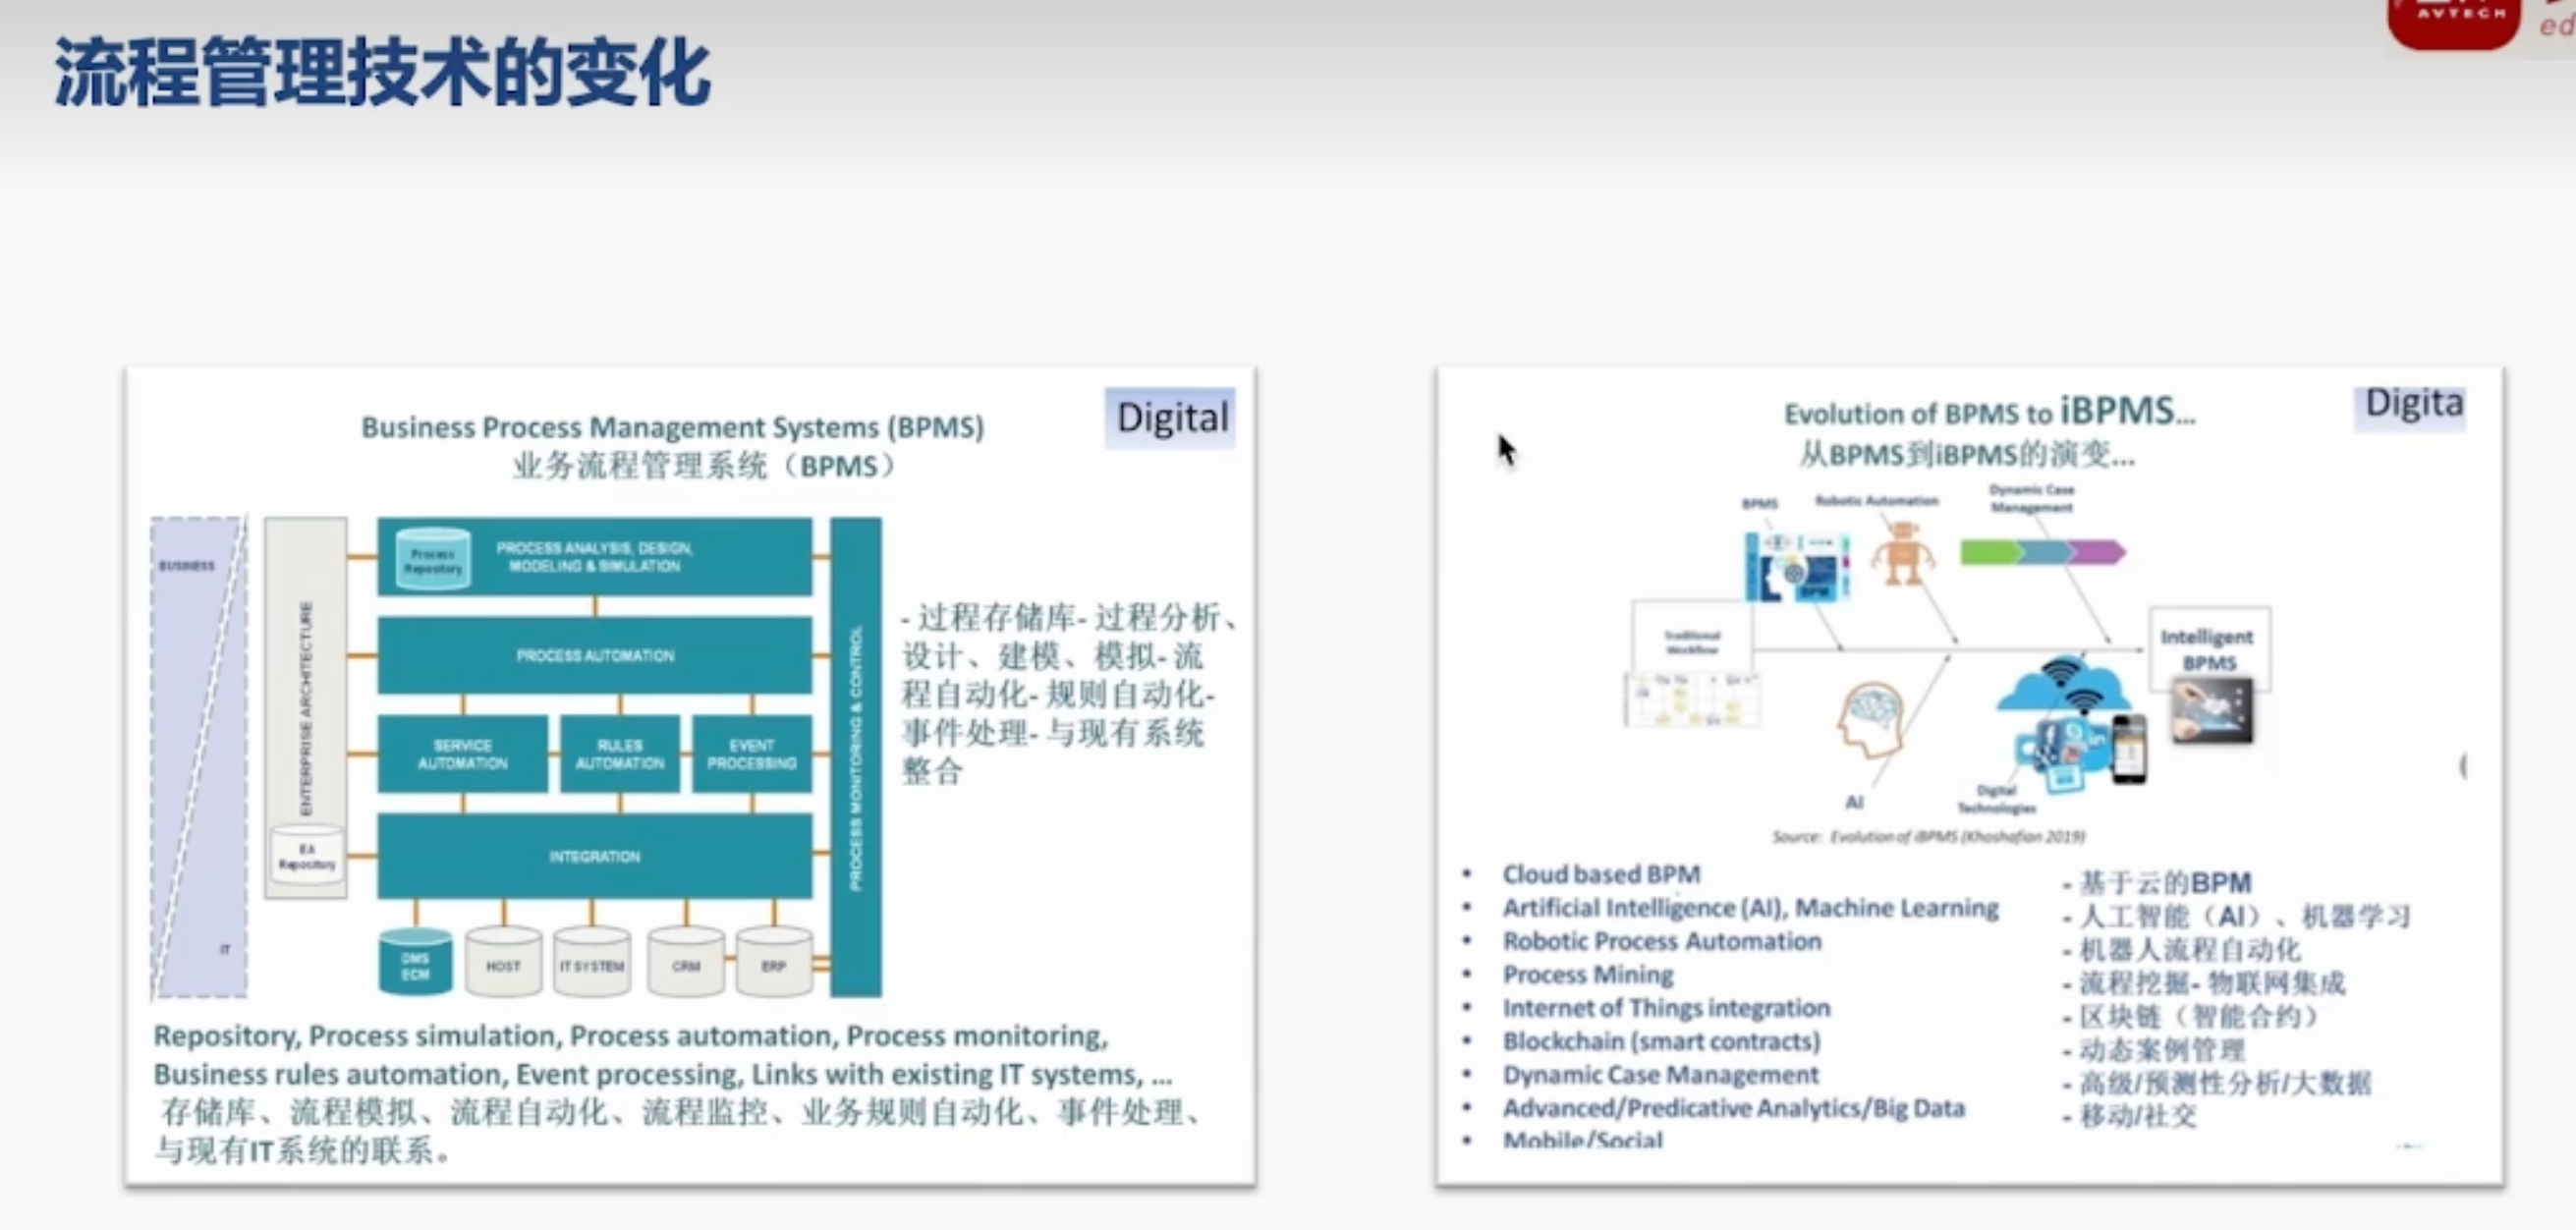 流程管理技术的变化
AVTECH
ed
Digital
Business Process Management Systems (BPMS)
业务流程管理系统（BPMS）
BUSINESS
IT
ENTERPRISE ARCHITECTURE
EA
Repository
Process
Repository
PROCESS ANALYSIS, DESIGN,
MODELING & SIMULATION
PROCESS AUTOMATION
SERVICE
AUTOMATION
RULES
AUTOMATION
EVENT
PROCESSING
INTEGRATION
DMS
ECM
HOST
IT SYSTEM
CRM
ERP
PROCESS MONITORING & CONTROL
- 过程存储库- 过程分析、
设计、建模、模拟- 流
程自动化- 规则自动化-
事件处理- 与现有系统
整合
Repository, Process simulation, Process automation, Process monitoring,
Business rules automation, Event processing, Links with existing IT systems, ...
存储库、流程模拟、流程自动化、流程监控、业务规则自动化、事件处理、
与现有IT系统的联系。
Digita
Evolution of BPMS to iBPMS...
从BPMS到iBPMS的演变...
BPMS
Robotic Automation
Dynamic Case
Management
BPM
Traditional
Workflow
Intelligent
BPMS
AI
Digital
Technologies
Source: Evolution of iBPMS (Khoshafian 2019)
• Cloud based BPM
• Artificial Intelligence (AI), Machine Learning
• Robotic Process Automation
• Process Mining
• Internet of Things integration
• Blockchain (smart contracts)
• Dynamic Case Management
• Advanced/Predicative Analytics/Big Data
• Mobile/Social
- 基于云的BPM
- 人工智能（AI）、机器学习
- 机器人流程自动化
- 流程挖掘- 物联网集成
- 区块链（智能合约）
- 动态案例管理
- 高级/预测性分析/大数据
- 移动/社交